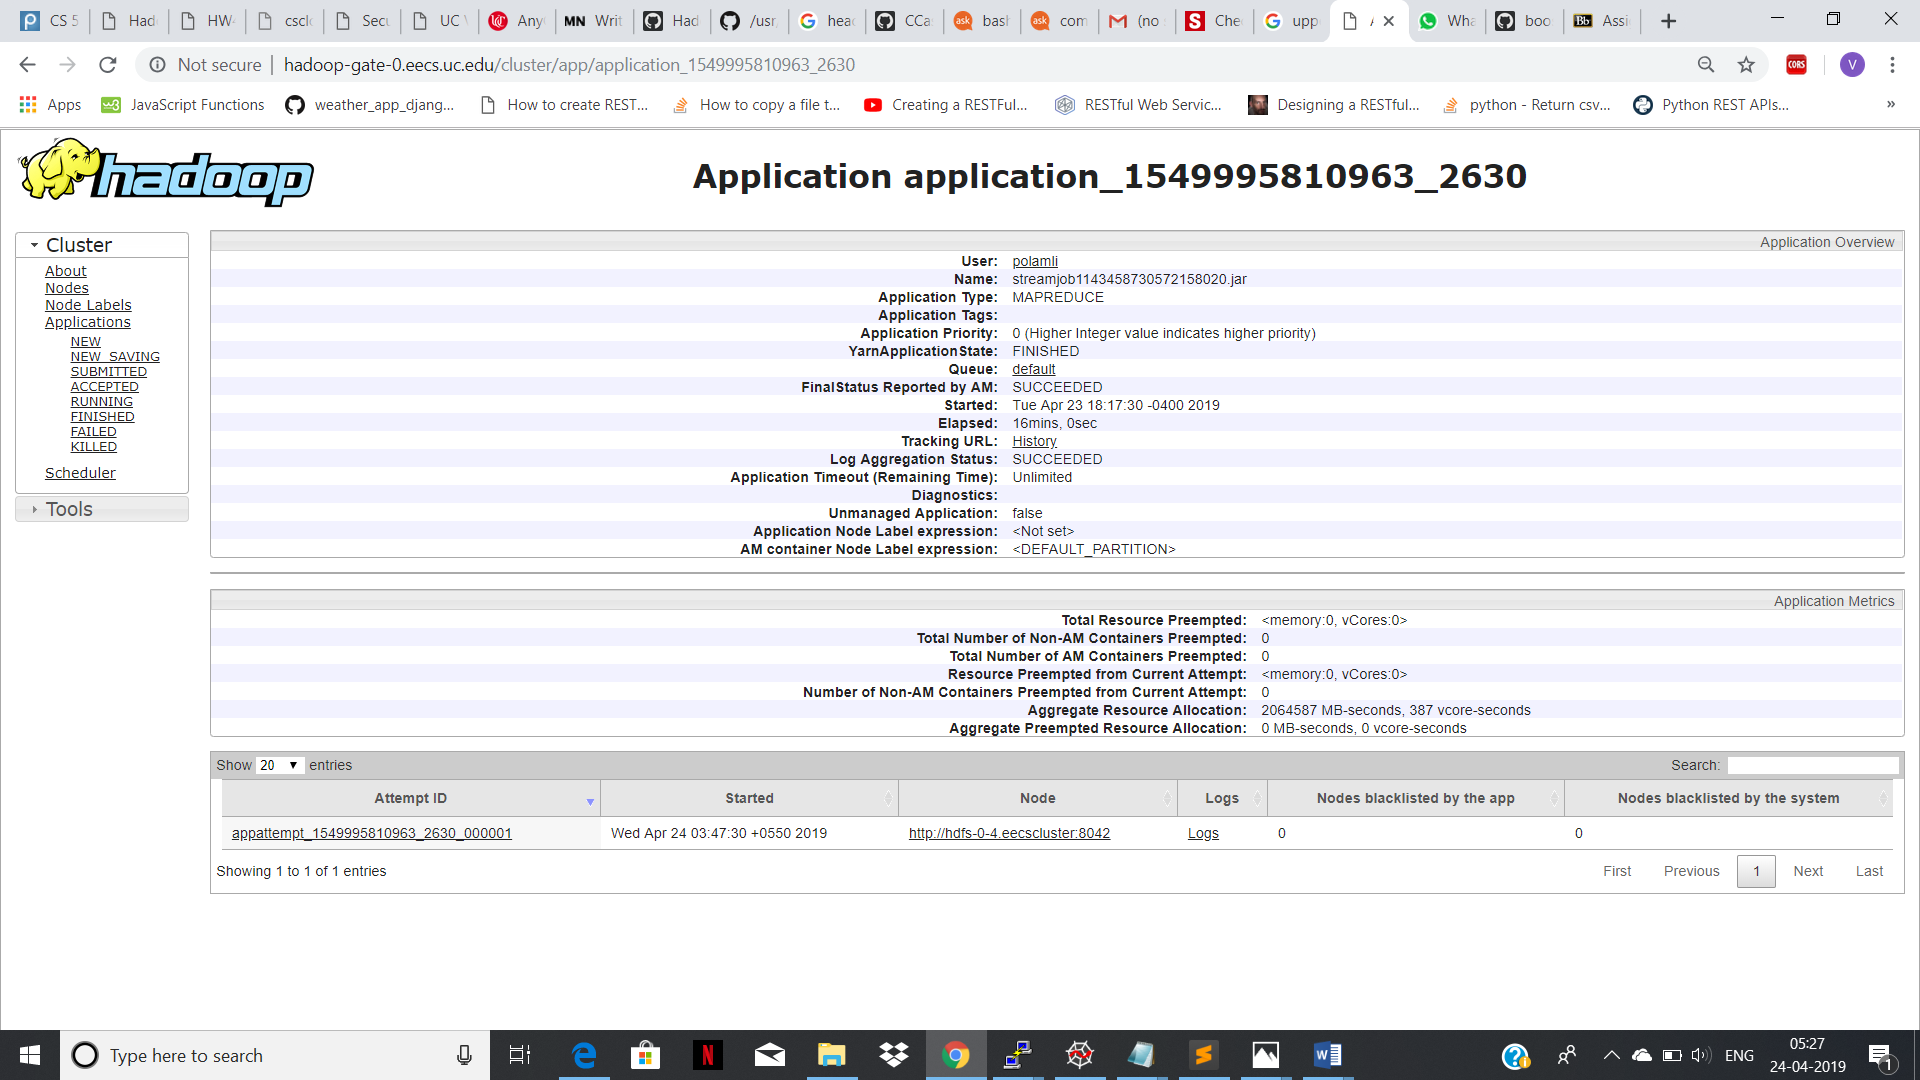 CS 5 Had HW- csclo Secu UC Any MN Writ Had /usr, head CCa ask bash ask com (no S Chec uppe A Wha boo Bb Assi
Not secure | hadoop-gate-0.eecs.uc.edu/cluster/app/application_1549995810963_2630 CORS V
Apps w3 JavaScript Functions weather_app_djang... How to create REST... How to copy a file t... Creating a RESTFul... RESTful Web Servic... Designing a RESTful... python - Return csv... Python REST APIs... »
hadoop
Application application_1549995810963_2630
Cluster
About
Nodes
Node Labels
Applications
NEW
NEW_SAVING
SUBMITTED
ACCEPTED
RUNNING
FINISHED
FAILED
KILLED
Scheduler
Tools
Application Overview
User: polamli
Name: streamjob1143458730572158020.jar
Application Type: MAPREDUCE
Application Tags:
Application Priority: 0 (Higher Integer value indicates higher priority)
YarnApplicationState: FINISHED
Queue: default
FinalStatus Reported by AM: SUCCEEDED
Started: Tue Apr 23 18:17:30 -0400 2019
Elapsed: 16mins, 0sec
Tracking URL: History
Log Aggregation Status: SUCCEEDED
Application Timeout (Remaining Time): Unlimited
Diagnostics:
Unmanaged Application: false
Application Node Label expression: <Not set>
AM container Node Label expression: <DEFAULT_PARTITION>
Application Metrics
Total Resource Preempted: <memory:0, vCores:0>
Total Number of Non-AM Containers Preempted: 0
Total Number of AM Containers Preempted: 0
Resource Preempted from Current Attempt: <memory:0, vCores:0>
Number of Non-AM Containers Preempted from Current Attempt: 0
Aggregate Resource Allocation: 2064587 MB-seconds, 387 vcore-seconds
Aggregate Preempted Resource Allocation: 0 MB-seconds, 0 vcore-seconds
Show 20 entries Search:
Attempt ID Started Node Logs Nodes blacklisted by the app Nodes blacklisted by the system
appattempt_1549995810963_2630_000001 Wed Apr 24 03:47:30 +0550 2019 http://hdfs-0-4.eecscluster:8042 Logs 0 0
Showing 1 to 1 of 1 entries First Previous 1 Next Last
Type here to search ENG 05:27
24-04-2019 1